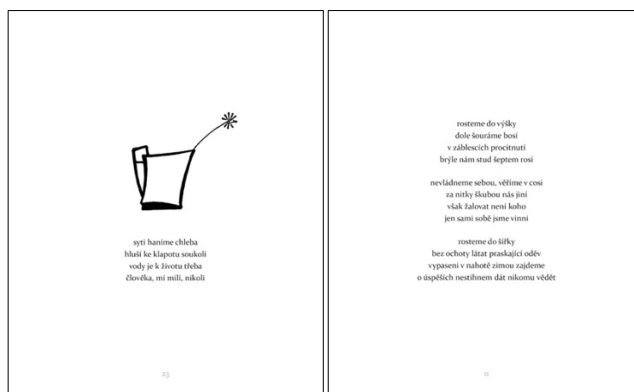 sytí haníme chleba
hluší ke klapotu soukolí
vody je k životu třeba
člověka, mí milí, nikoli
23
rosteme do výšky
dole šouráme bosí
v záblescích procitnutí
brýle nám stud šeptem rosí
nevládneme sebou, věříme v cosi
za nitky škubou nás jiní
však žalovat není koho
jen sami sobě jsme vinni
rosteme do šířky
bez ochoty látat praskající oděv
vypasení v nahotě zimou zajdeme
o úspěších nestihnem dát nikomu vědět
11